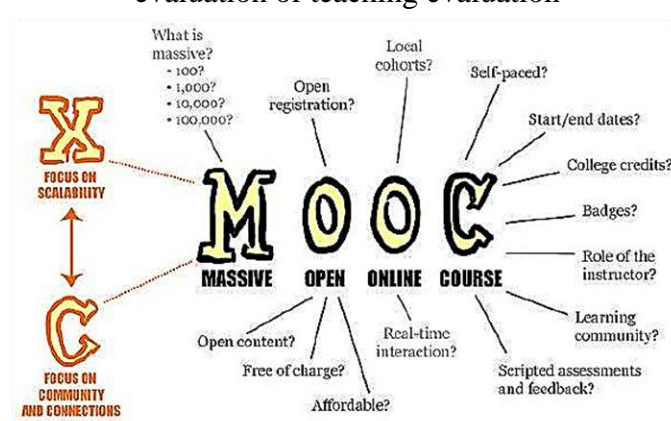 evaluation of teaching evaluation
What is
massive?
• 100?
• 1,000?
• 10,000?
• 100,000?
Open
registration?
Local
cohorts?
Self-paced?
Start/end dates?
College credits?
Badges?
Role of the
instructor?
Learning
community?
Scripted assessments
and feedback?
X
FOCUS ON
SCALABILITY
C
FOCUS ON
COMMUNITY
AND CONNECTIONS
MOOC
MASSIVE OPEN ONLINE COURSE
Open content?
Free of charge?
Affordable?
Real-time
interaction?